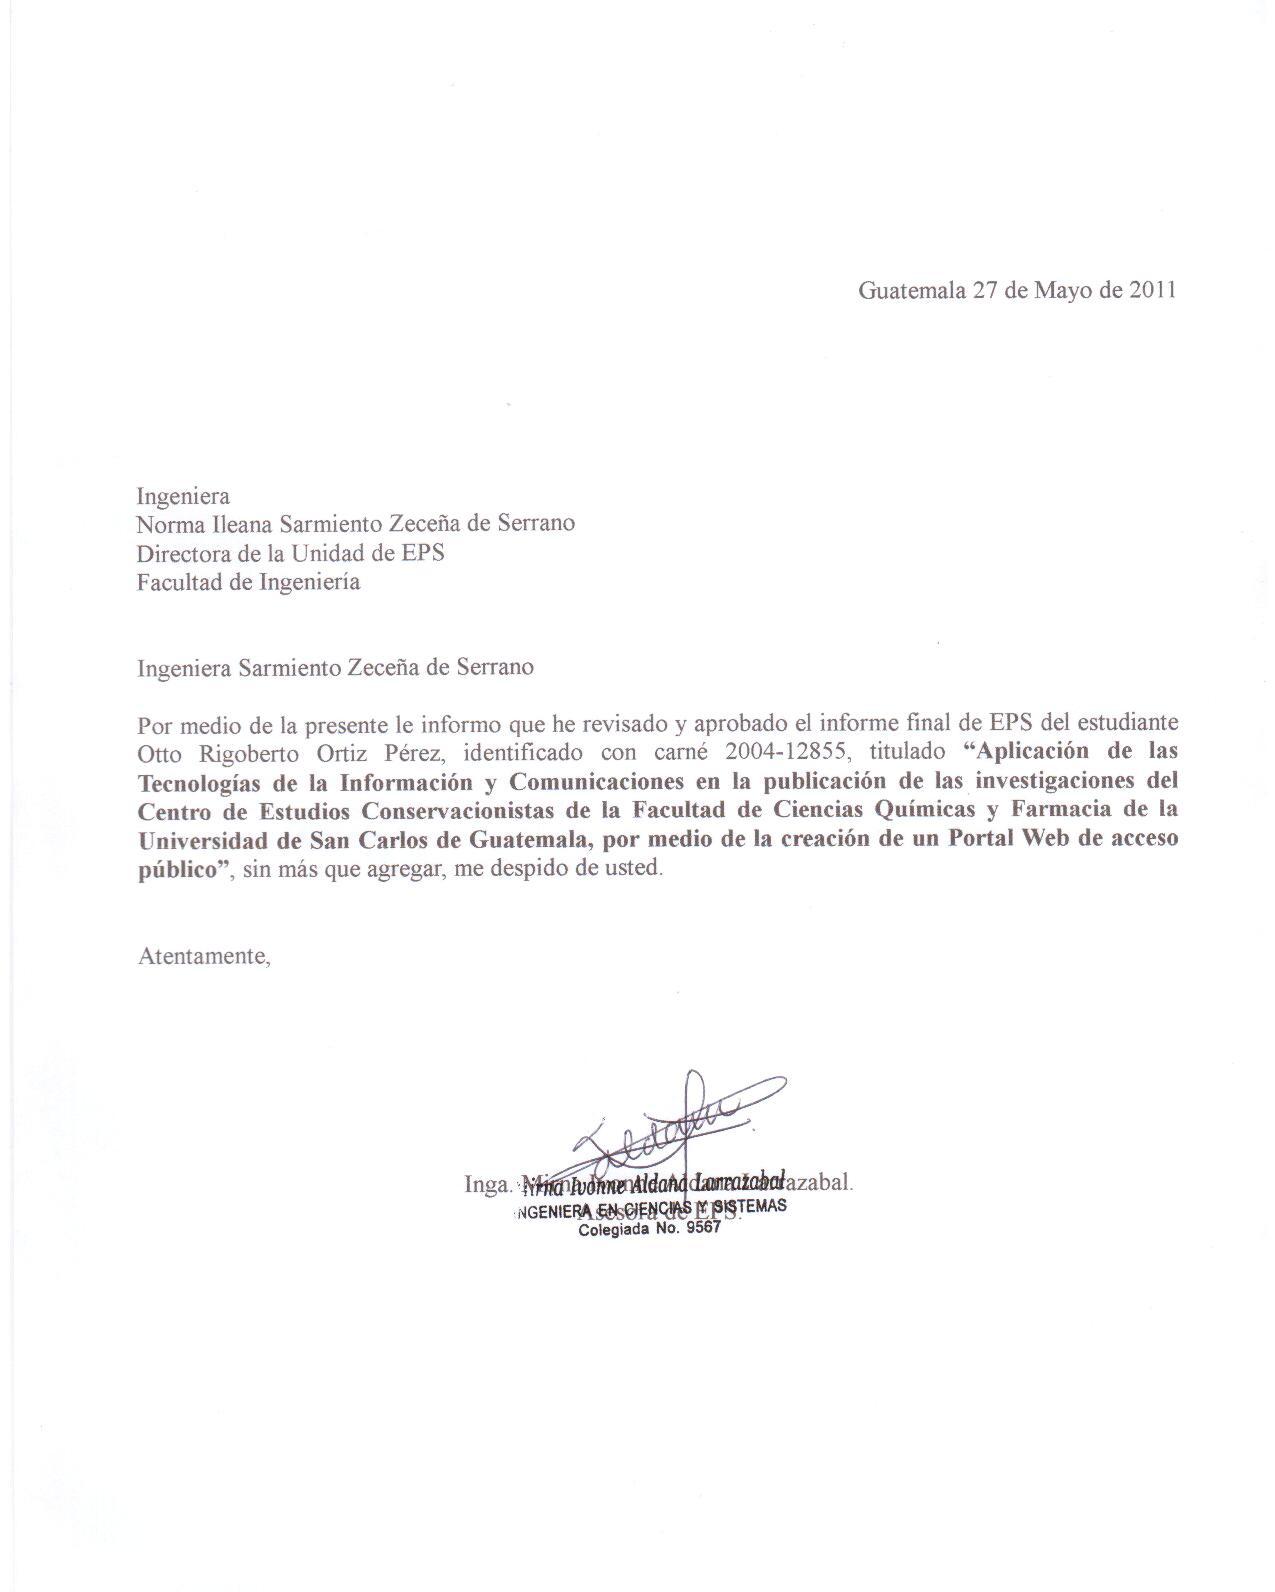 Guatemala 27 de Mayo de 2011
Ingeniera
Norma Ileana Sarmiento Zeceña de Serrano
Directora de la Unidad de EPS
Facultad de Ingeniería
Ingeniera Sarmiento Zeceña de Serrano
Por medio de la presente le informo que he revisado y aprobado el informe final de EPS del estudiante
Otto Rigoberto Ortiz Pérez, identificado con carné 2004-12855, titulado “Aplicación de las
Tecnologías de la Información y Comunicaciones en la publicación de las investigaciones del
Centro de Estudios Conservacionistas de la Facultad de Ciencias Químicas y Farmacia de la
Universidad de San Carlos de Guatemala, por medio de la creación de un Portal Web de acceso
público”, sin más que agregar, me despido de usted.
Atentamente,
Inga. Mirna Ivonne Aldana Larrazabal.
Asesora de EPS.
Mirna Ivonne Aldana Larrazabal
INGENIERA EN CIENCIAS Y SISTEMAS
Colegiada No. 9567